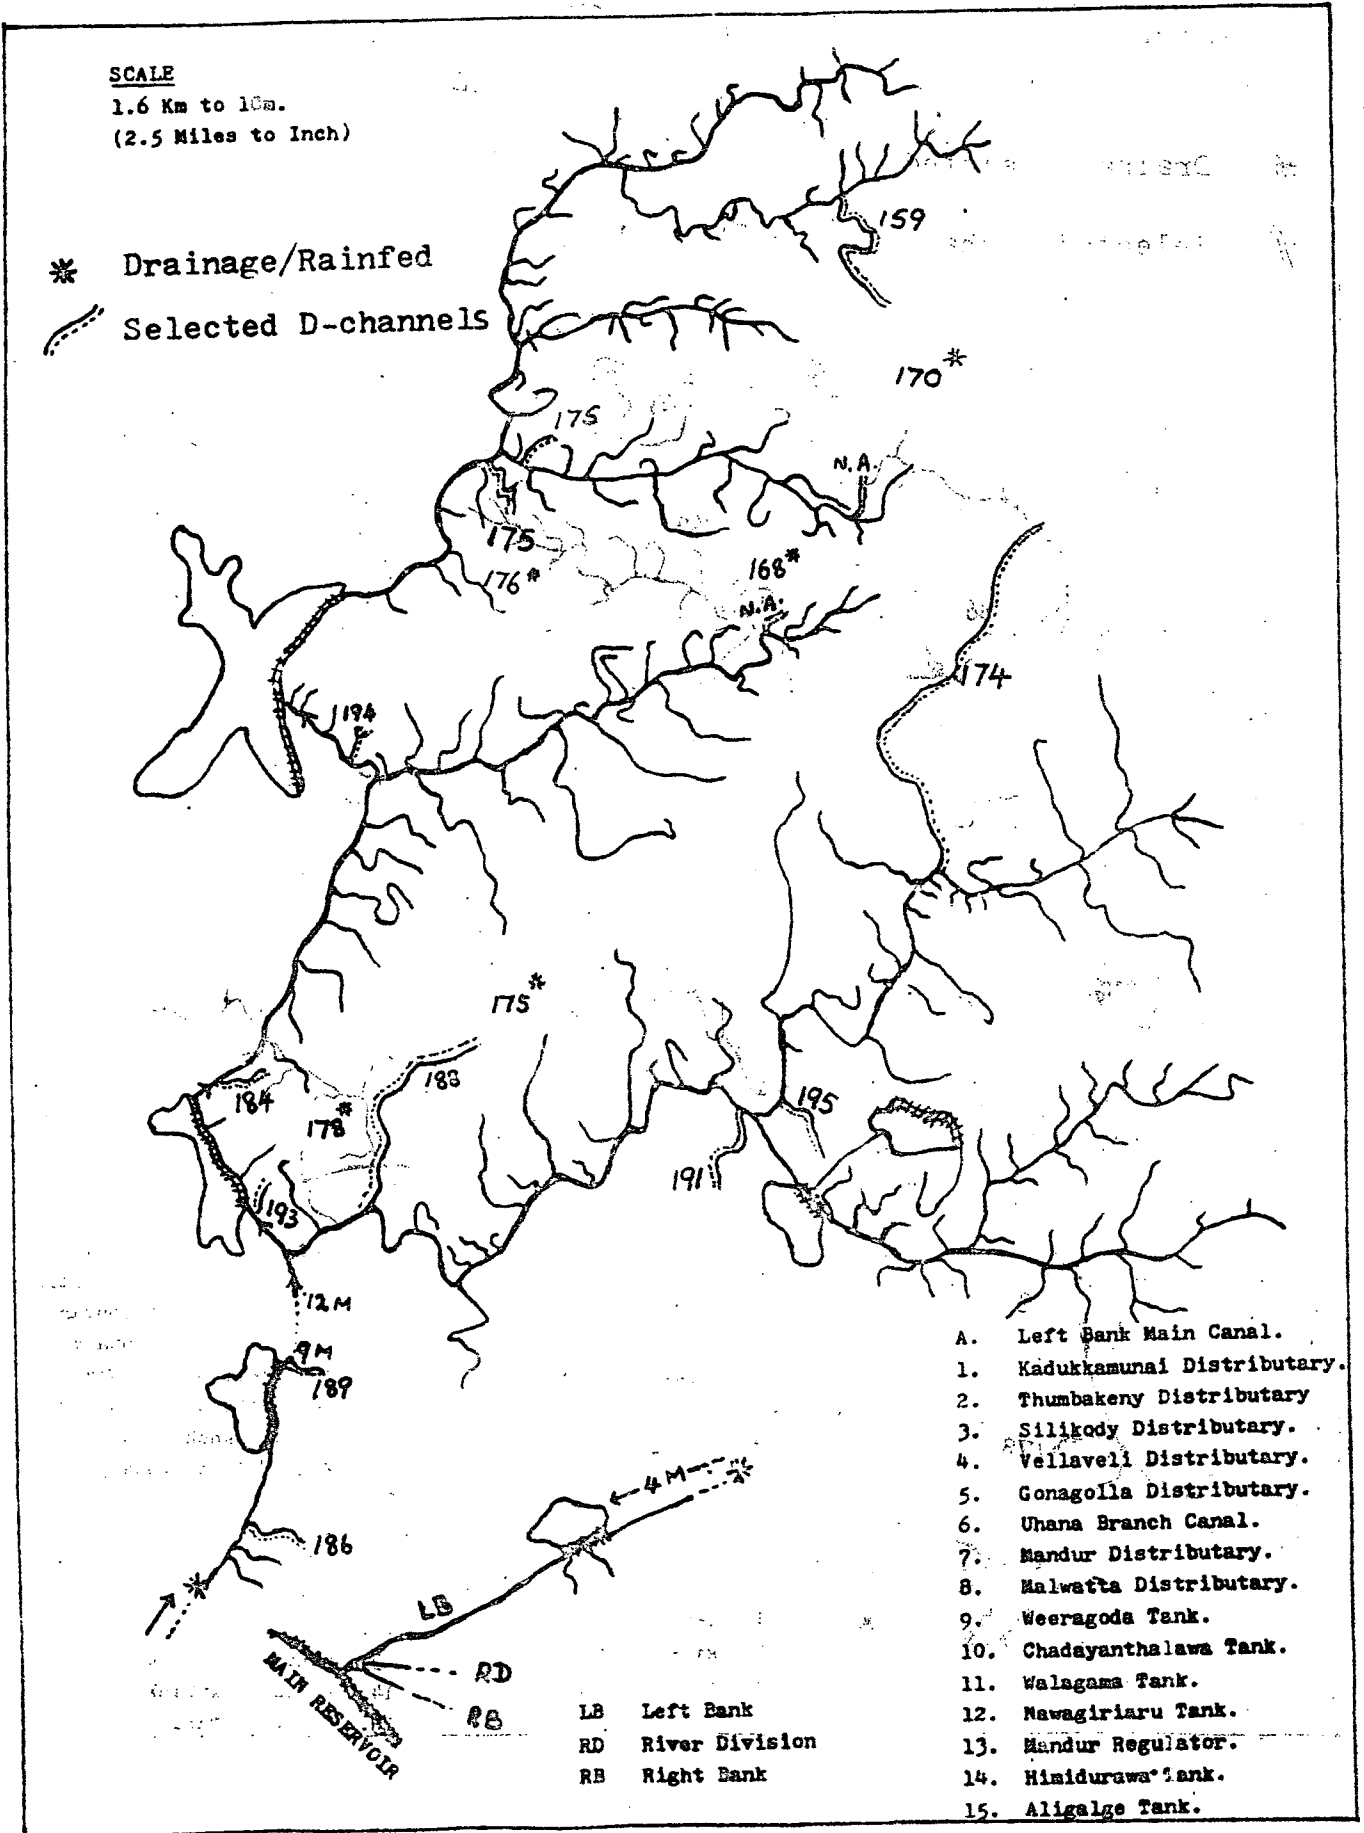 SCALE
1.6 Km to 1Cm.
(2.5 Miles to Inch)
159
* Drainage/Rainfed
Selected D-channels
170*
175
N.A.
175
176*
168*
N.A.
174
194
175*
183
184
178*
195
191
193
12M
9M
189
4M
186
LB
RD
RB
MAIN RESERVOIR
LB Left Bank
RD River Division
RB Right Bank
A. Left Bank Main Canal.
1. Kadukkamunai Distributary.
2. Thumbakeny Distributary
3. Silikody Distributary.
4. Vellaveli Distributary.
5. Gonagolla Distributary.
6. Uhana Branch Canal.
7. Mandur Distributary.
8. Malwatta Distributary.
9. Weeragoda Tank.
10. Chadayanthalawa Tank.
11. Walagama Tank.
12. Nawagiriaru Tank.
13. Mandur Regulator.
14. Himidurawa Tank.
15. Aligalge Tank.